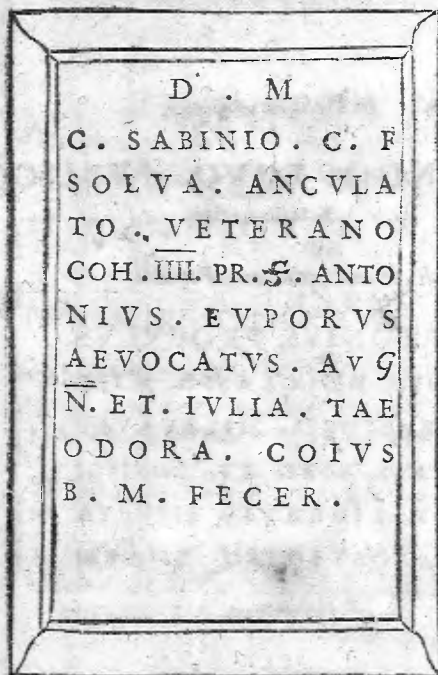 D . M
C. SABINIO. C. F
SOLVA. ANCVLA
TO. VETERANO
COH. IIII. PR. S. ANTO
NIVS. EVPORVS
AEVOCATVS. AVG
N. ET. IVLIA. TAE
ODORA. COIVS
B. M. FECER.